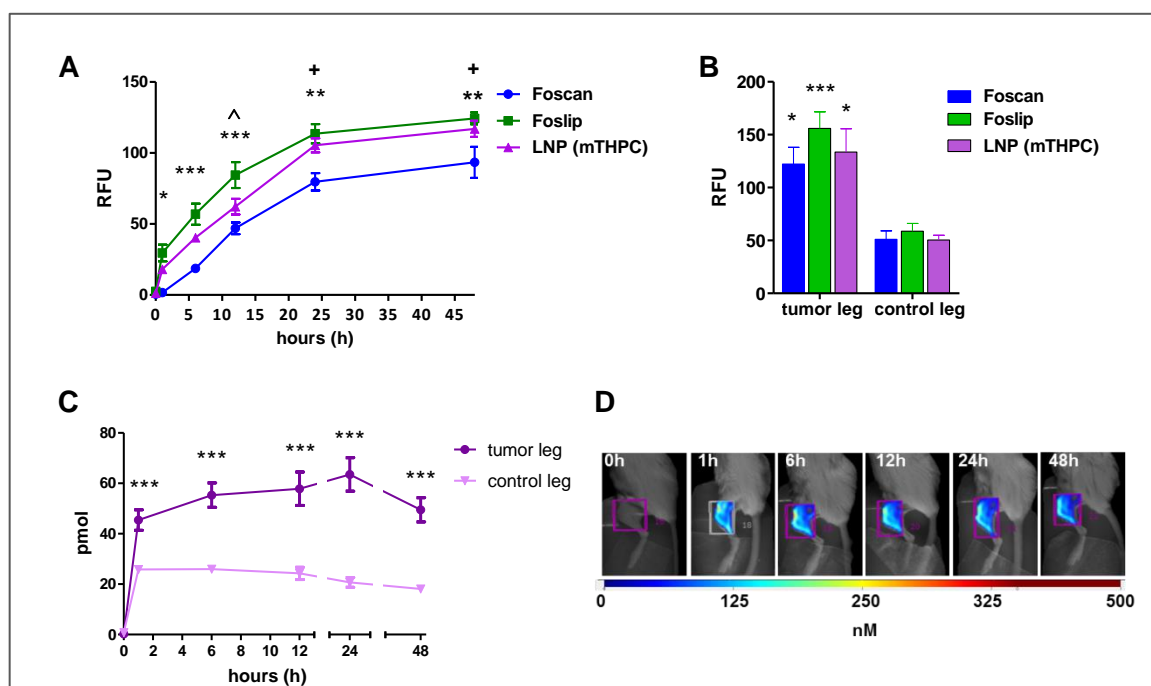 A
+
+
**
**
^
***
***
*
150
100
50
0
RFU
0 5 10 15 20 25 30 35 40 45
hours (h)
Foscan
Foslip
LNP (mTHPC)
B
200
150
100
50
0
RFU
*
***
*
tumor leg control leg
Foscan
Foslip
LNP (mTHPC)
C
80
60
40
20
0
pmol
***
***
***
***
***
0 2 4 6 8 10 12 24 48
hours (h)
tumor leg
control leg
D
0h 1h 6h 12h 24h 48h
18
0 125 250 325 500
nM